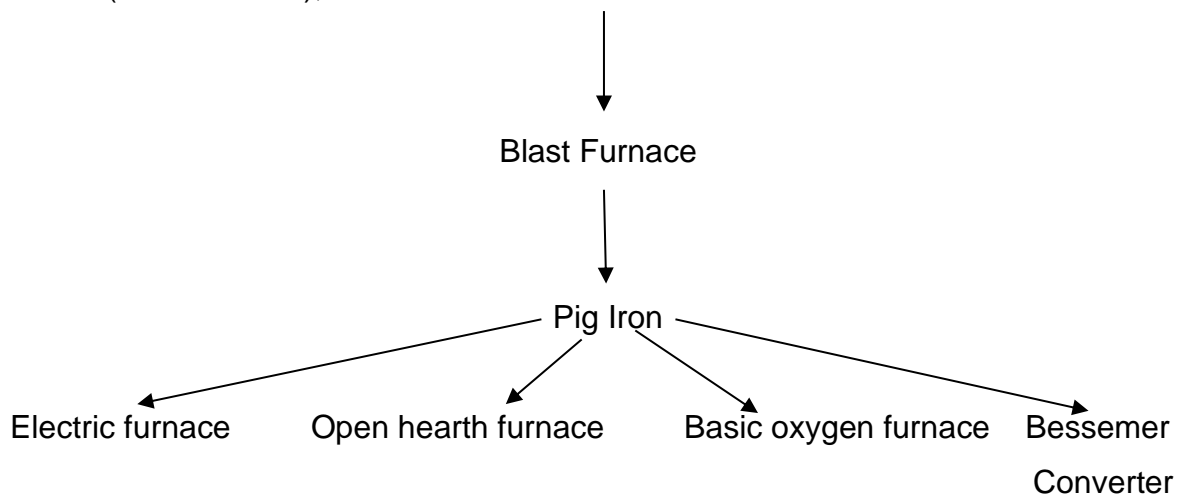 Blast Furnace
Pig Iron
Electric furnace Open hearth furnace Basic oxygen furnace Bessemer
Converter